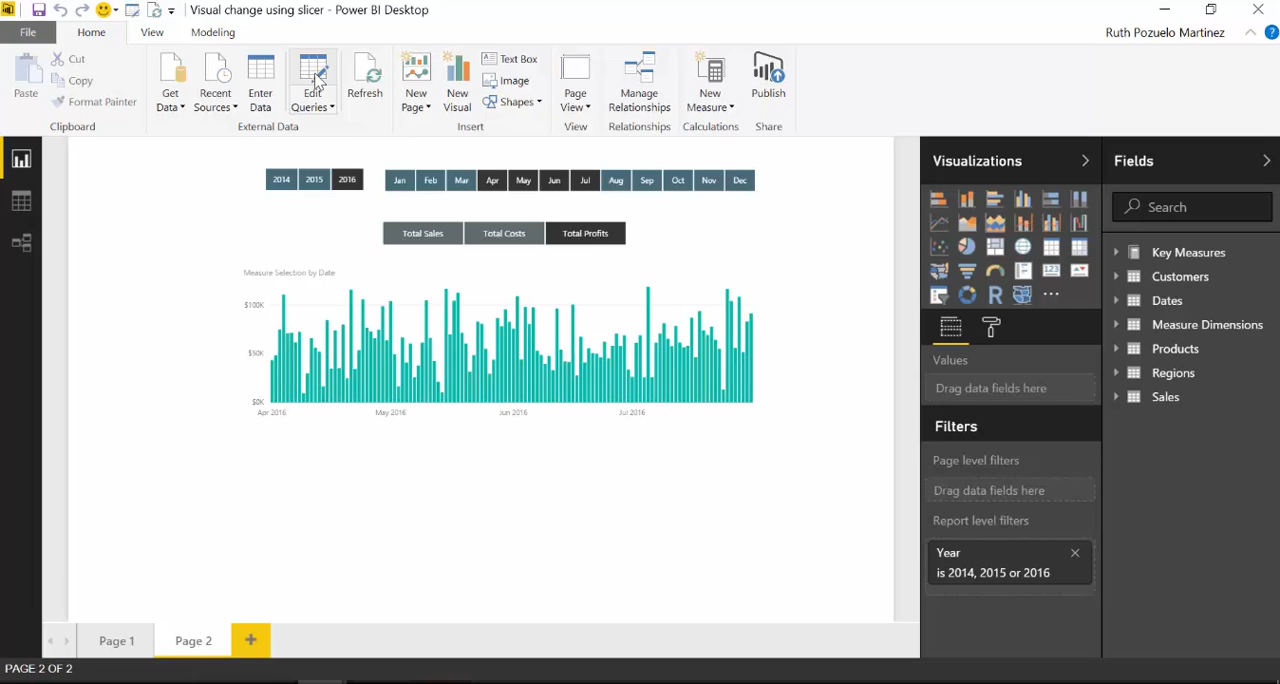 Visual change using slicer - Power BI Desktop
File
Home
View
Modeling
Ruth Pozuelo Martinez
?
Paste
Cut
Copy
Format Painter
Clipboard
Get
Data
Recent
Sources
Enter
Data
Edit
Queries
Refresh
External Data
New
Page
New
Visual
Text Box
Image
Shapes
Insert
Page
View
View
Manage
Relationships
Relationships
New
Measure
Calculations
Publish
Share
2014
2015
2016
Jan
Feb
Mar
Apr
May
Jun
Jul
Aug
Sep
Oct
Nov
Dec
Total Sales
Total Costs
Total Profits
Measure Selection by Date
$100K
$50K
$0K
Apr 2016
May 2016
Jun 2016
Jul 2016
Visualizations
R
123
Values
Drag data fields here
Filters
Page level filters
Drag data fields here
Report level filters
Year
is 2014, 2015 or 2016
Fields
Search
Key Measures
Customers
Dates
Measure Dimensions
Products
Regions
Sales
Page 1
Page 2
PAGE 2 OF 2